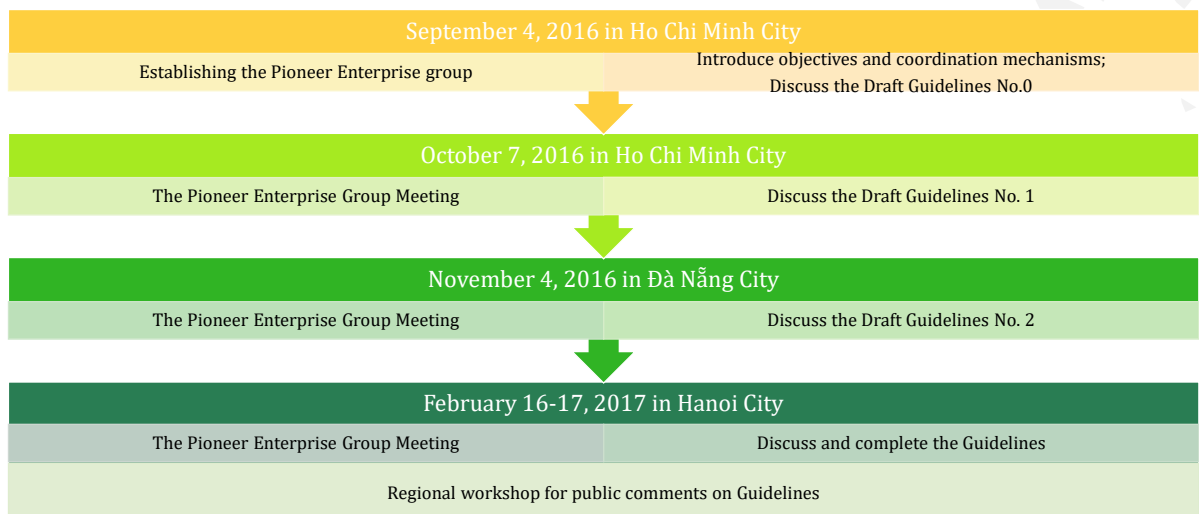 September 4, 2016 in Ho Chi Minh City
Establishing the Pioneer Enterprise group
Introduce objectives and coordination mechanisms;
Discuss the Draft Guidelines No.0
October 7, 2016 in Ho Chi Minh City
The Pioneer Enterprise Group Meeting
Discuss the Draft Guidelines No. 1
November 4, 2016 in Đà Nẵng City
The Pioneer Enterprise Group Meeting
Discuss the Draft Guidelines No. 2
February 16-17, 2017 in Hanoi City
The Pioneer Enterprise Group Meeting
Discuss and complete the Guidelines
Regional workshop for public comments on Guidelines